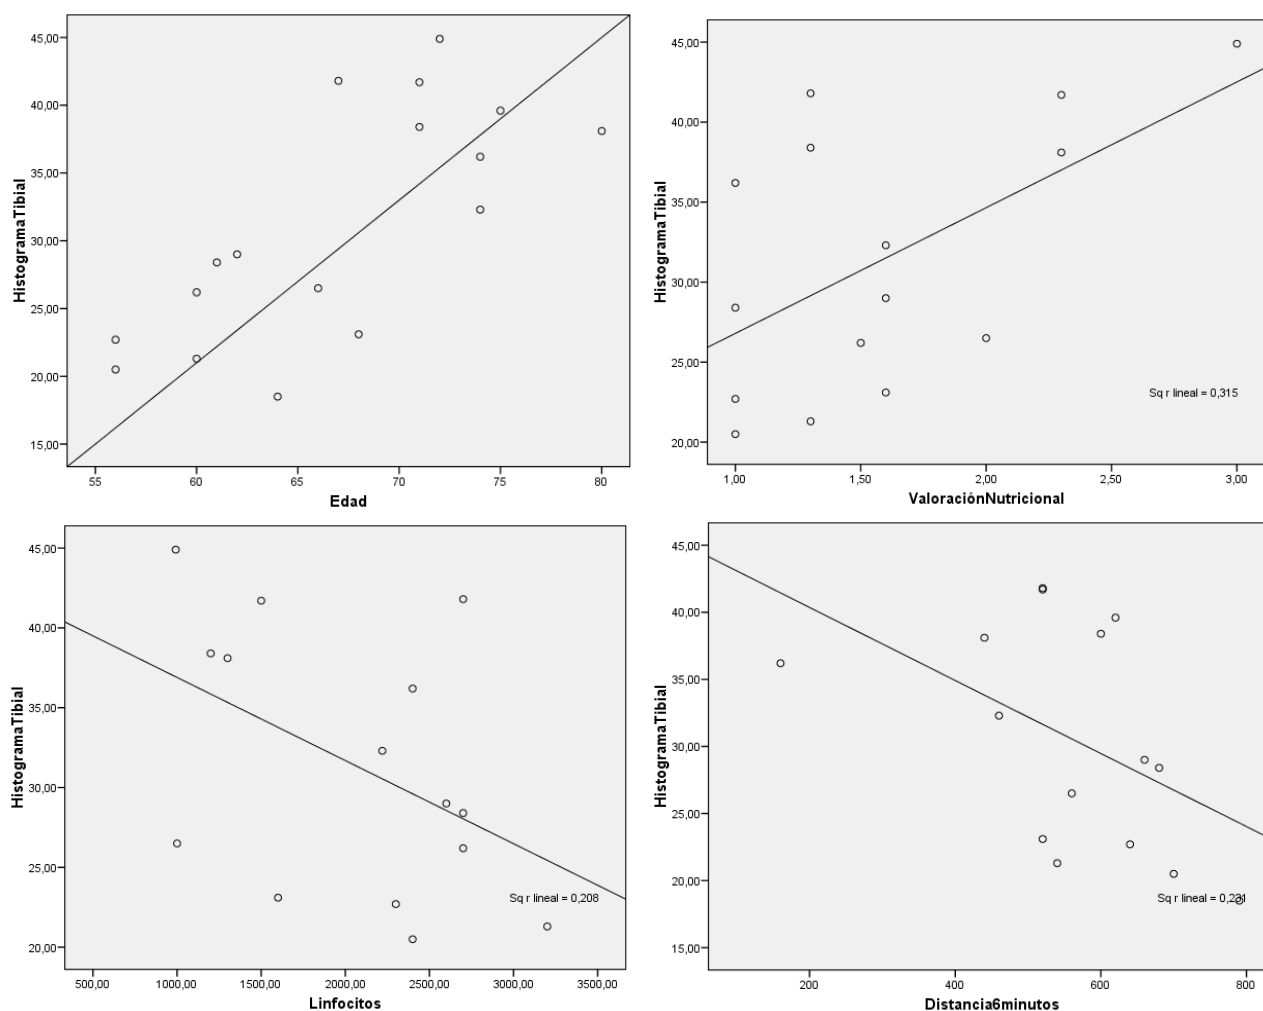 45,00
40,00
35,00
30,00
25,00
20,00
15,00
HistogramaTibial
55 60 65 70 75 80
Edad
45,00
40,00
35,00
30,00
25,00
20,00
HistogramaTibial
Sq r lineal = 0,315
1,00 1,50 2,00 2,50 3,00
ValoraciónNutricional
45,00
40,00
35,00
30,00
25,00
20,00
HistogramaTibial
Sq r lineal = 0,208
500,00 1000,00 1500,00 2000,00 2500,00 3000,00 3500,00
Linfocitos
45,00
40,00
35,00
30,00
25,00
20,00
15,00
HistogramaTibial
Sq r lineal = 0,231
200 400 600 800
Distancia6minutos